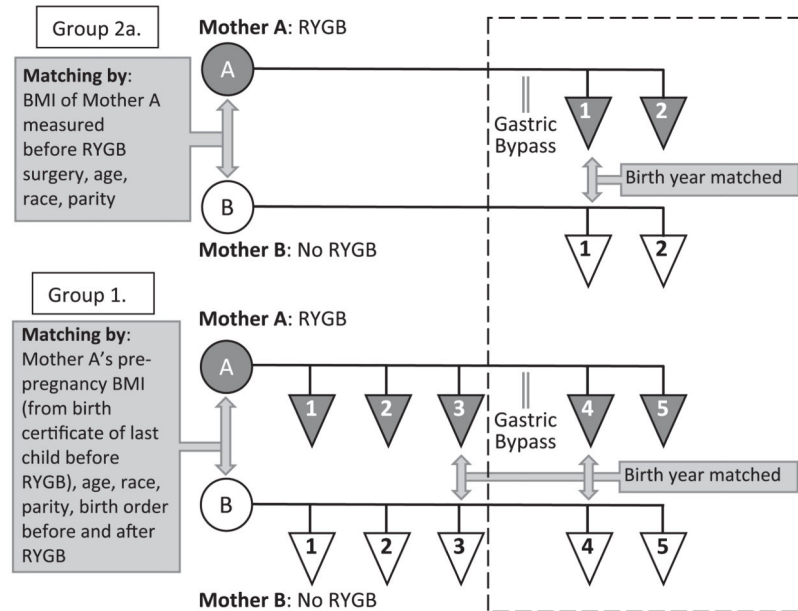 Group 2a.
Matching by:
BMI of Mother A
measured
before RYGB
surgery, age,
race, parity
Mother A: RYGB
A
Gastric
Bypass
1
2
Birth year matched
B
Mother B: No RYGB
1
2
Group 1.
Matching by:
Mother A’s pre-
pregnancy BMI
(from birth
certificate of last
child before
RYGB), age, race,
parity, birth order
before and after
RYGB
Mother A: RYGB
A
1
2
3
Gastric
Bypass
4
5
Birth year matched
B
1
2
3
4
5
Mother B: No RYGB